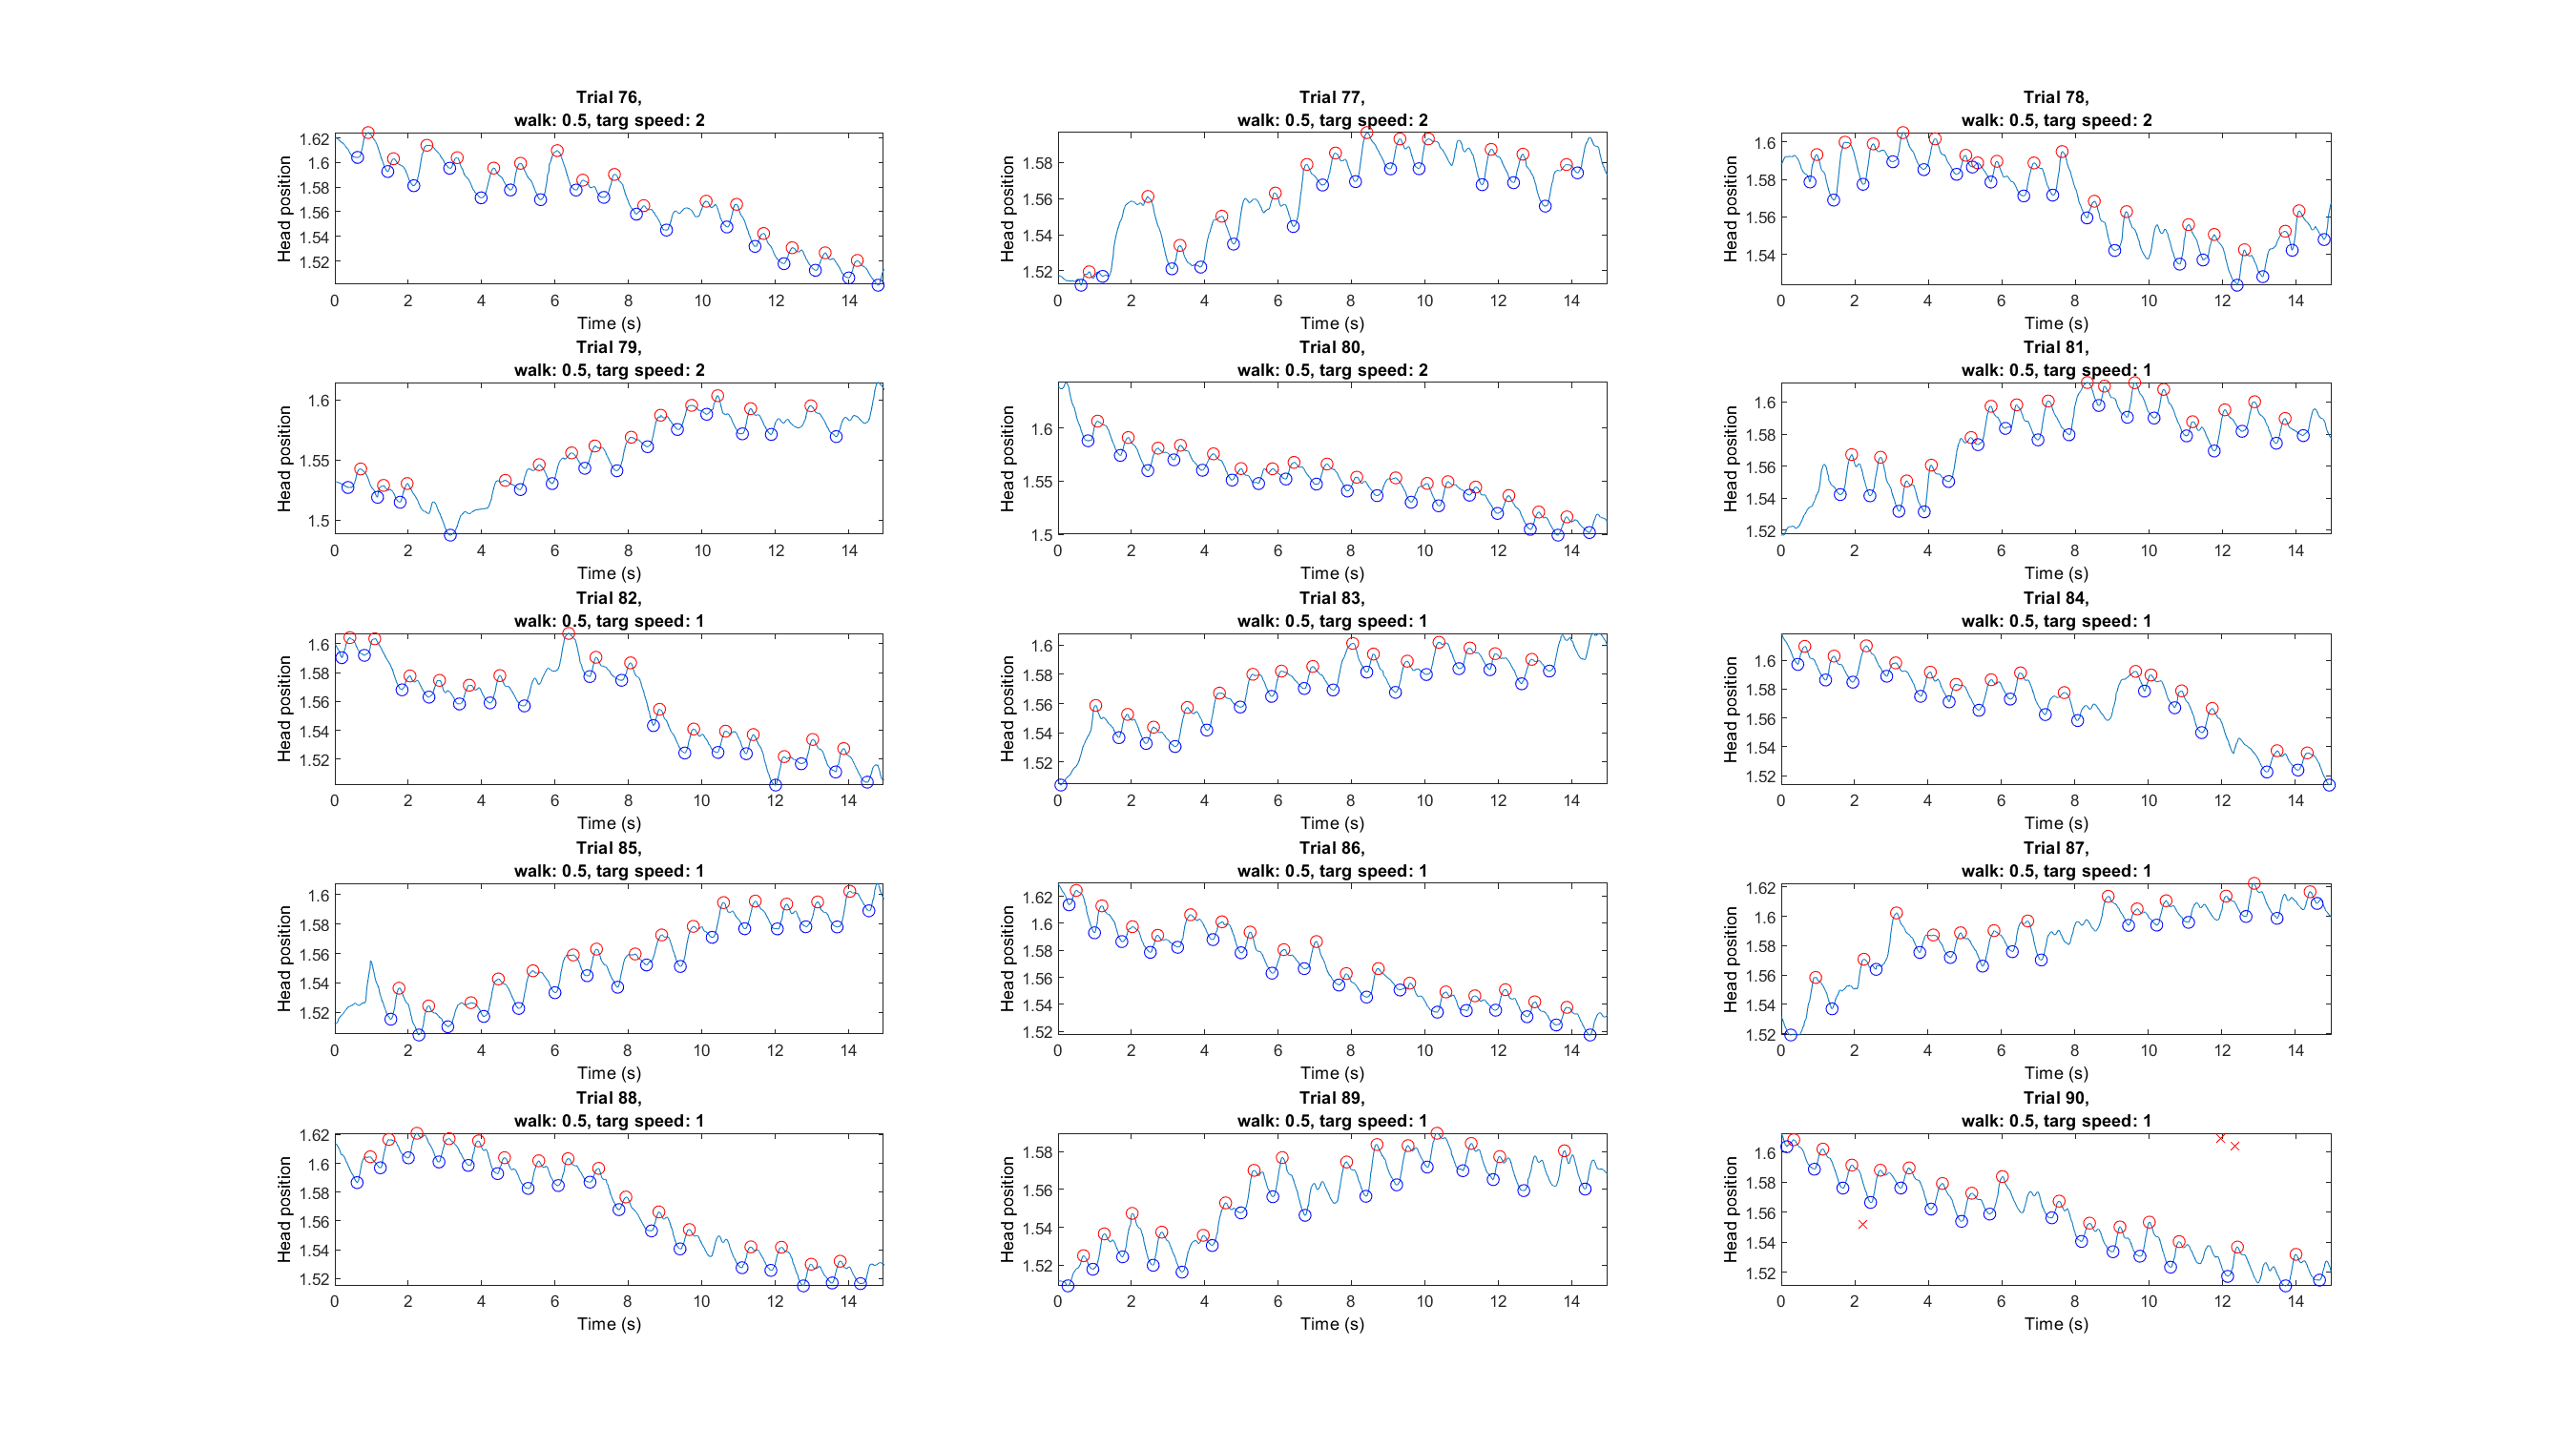 Trial 76,
walk: 0.5, targ speed: 2
Head position
1.62
1.6
1.58
1.56
1.54
1.52
0 2 4 6 8 10 12 14
Time (s)
Trial 77,
walk: 0.5, targ speed: 2
Head position
1.58
1.56
1.54
1.52
0 2 4 6 8 10 12 14
Time (s)
Trial 78,
walk: 0.5, targ speed: 2
Head position
1.6
1.58
1.56
1.54
0 2 4 6 8 10 12 14
Time (s)
Trial 79,
walk: 0.5, targ speed: 2
Head position
1.6
1.55
1.5
0 2 4 6 8 10 12 14
Time (s)
Trial 80,
walk: 0.5, targ speed: 2
Head position
1.6
1.55
1.5
0 2 4 6 8 10 12 14
Time (s)
Trial 81,
walk: 0.5, targ speed: 1
Head position
1.6
1.58
1.56
1.54
1.52
0 2 4 6 8 10 12 14
Time (s)
Trial 82,
walk: 0.5, targ speed: 1
Head position
1.6
1.58
1.56
1.54
1.52
0 2 4 6 8 10 12 14
Time (s)
Trial 83,
walk: 0.5, targ speed: 1
Head position
1.6
1.58
1.56
1.54
1.52
0 2 4 6 8 10 12 14
Time (s)
Trial 84,
walk: 0.5, targ speed: 1
Head position
1.6
1.58
1.56
1.54
1.52
0 2 4 6 8 10 12 14
Time (s)
Trial 85,
walk: 0.5, targ speed: 1
Head position
1.6
1.58
1.56
1.54
1.52
0 2 4 6 8 10 12 14
Time (s)
Trial 86,
walk: 0.5, targ speed: 1
Head position
1.62
1.6
1.58
1.56
1.54
1.52
0 2 4 6 8 10 12 14
Time (s)
Trial 87,
walk: 0.5, targ speed: 1
Head position
1.62
1.6
1.58
1.56
1.54
1.52
0 2 4 6 8 10 12 14
Time (s)
Trial 88,
walk: 0.5, targ speed: 1
Head position
1.62
1.6
1.58
1.56
1.54
1.52
0 2 4 6 8 10 12 14
Time (s)
Trial 89,
walk: 0.5, targ speed: 1
Head position
1.58
1.56
1.54
1.52
0 2 4 6 8 10 12 14
Time (s)
Trial 90,
walk: 0.5, targ speed: 1
Head position
1.6
1.58
1.56
1.54
1.52
0 2 4 6 8 10 12 14
Time (s)